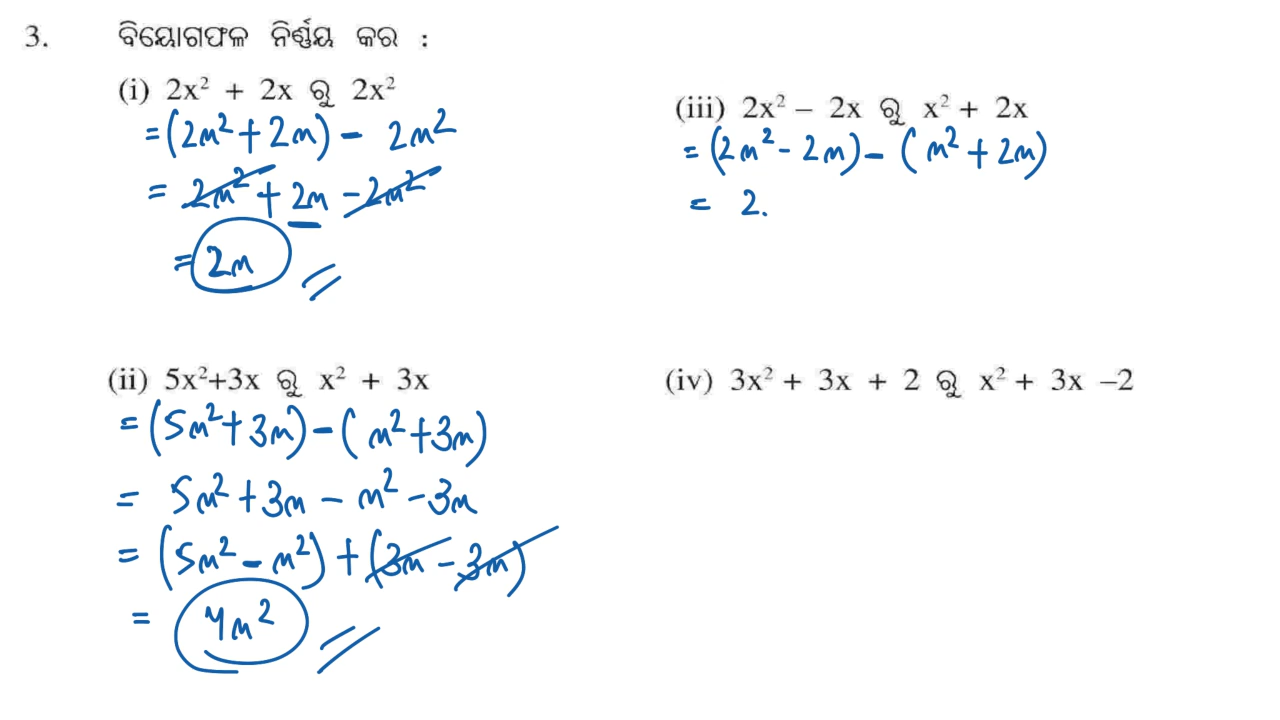 3. ବିୟୋଗଫଳ ନିର୍ଣ୍ଣୟ କର :
(i) 2x² + 2x ରୁ 2x²
= (2x² + 2x) - 2x²
= 2x² + 2x - 2x²
= 2x
(ii) 5x²+3x ରୁ x² + 3x
= (5x² + 3x) - (x² + 3x)
= 5x² + 3x - x² - 3x
= (5x² - x²) + (3x - 3x)
= 4x²
(iii) 2x² – 2x ରୁ x² + 2x
= (2x² - 2x) - (x² + 2x)
= 2.
(iv) 3x² + 3x + 2 ରୁ x² + 3x –2